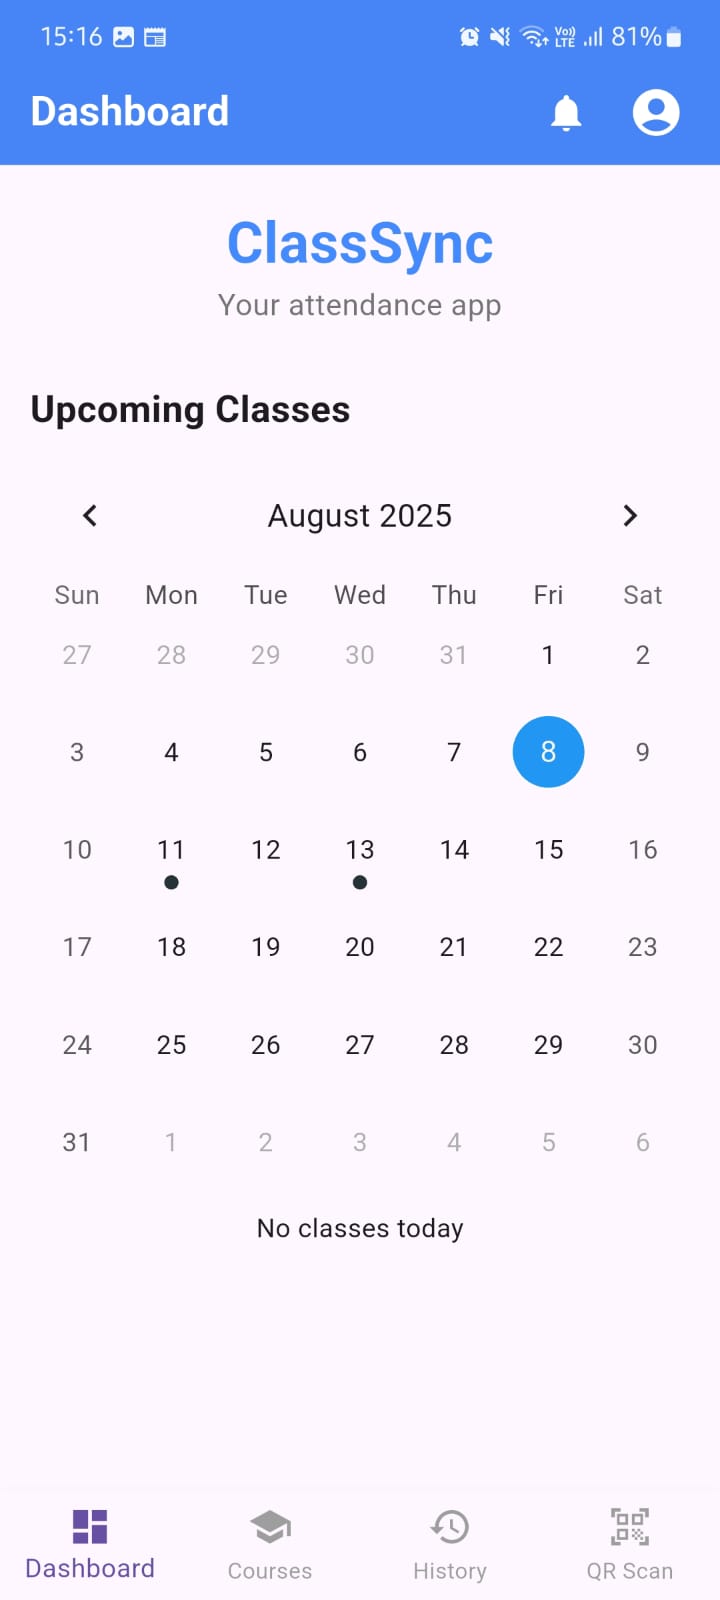 15:16 Vo)) LTE 81%
Dashboard
ClassSync
Your attendance app
Upcoming Classes
August 2025
Sun Mon Tue Wed Thu Fri Sat
27 28 29 30 31 1 2
3 4 5 6 7 8 9
10 11 12 13 14 15 16
17 18 19 20 21 22 23
24 25 26 27 28 29 30
31 1 2 3 4 5 6
No classes today
Dashboard Courses History QR Scan